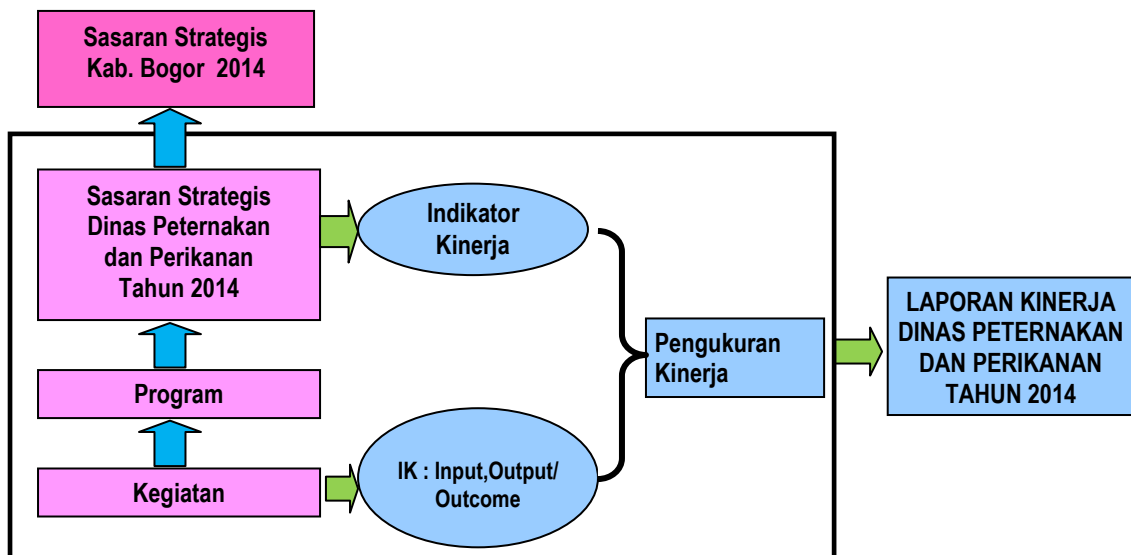 Sasaran Strategis
Kab. Bogor 2014
Sasaran Strategis
Dinas Peternakan
dan Perikanan
Tahun 2014
Indikator
Kinerja
Program
Kegiatan
IK : Input,Output/
Outcome
Pengukuran
Kinerja
LAPORAN KINERJA
DINAS PETERNAKAN
DAN PERIKANAN
TAHUN 2014